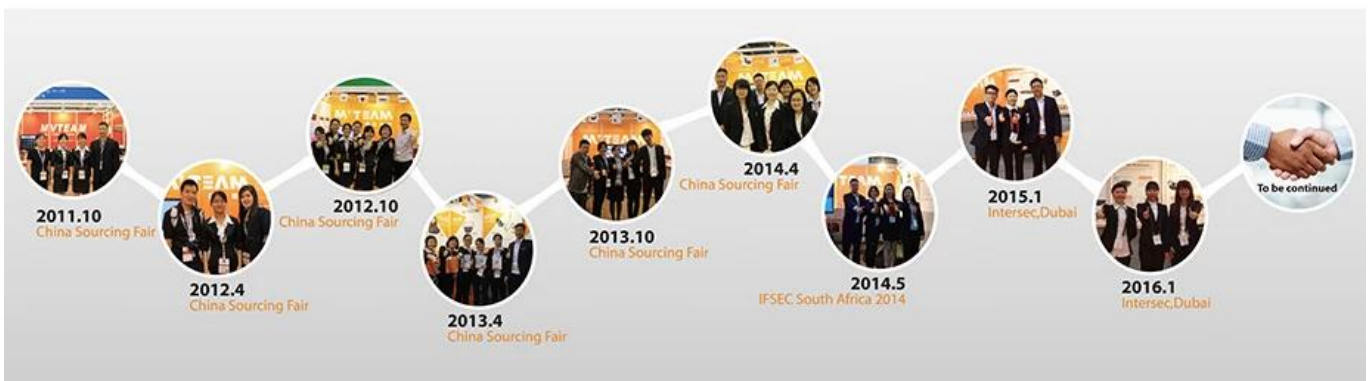 MVTEAM
2011.10
China Sourcing Fair
2012.4
China Sourcing Fair
MVTEAM
2012.10
China Sourcing Fair
2013.4
China Sourcing Fair
2013.10
China Sourcing Fair
2014.4
China Sourcing Fair
2014.5
IFSEC South Africa 2014
2015.1
Intersec,Dubai
2016.1
Intersec,Dubai
To be continued